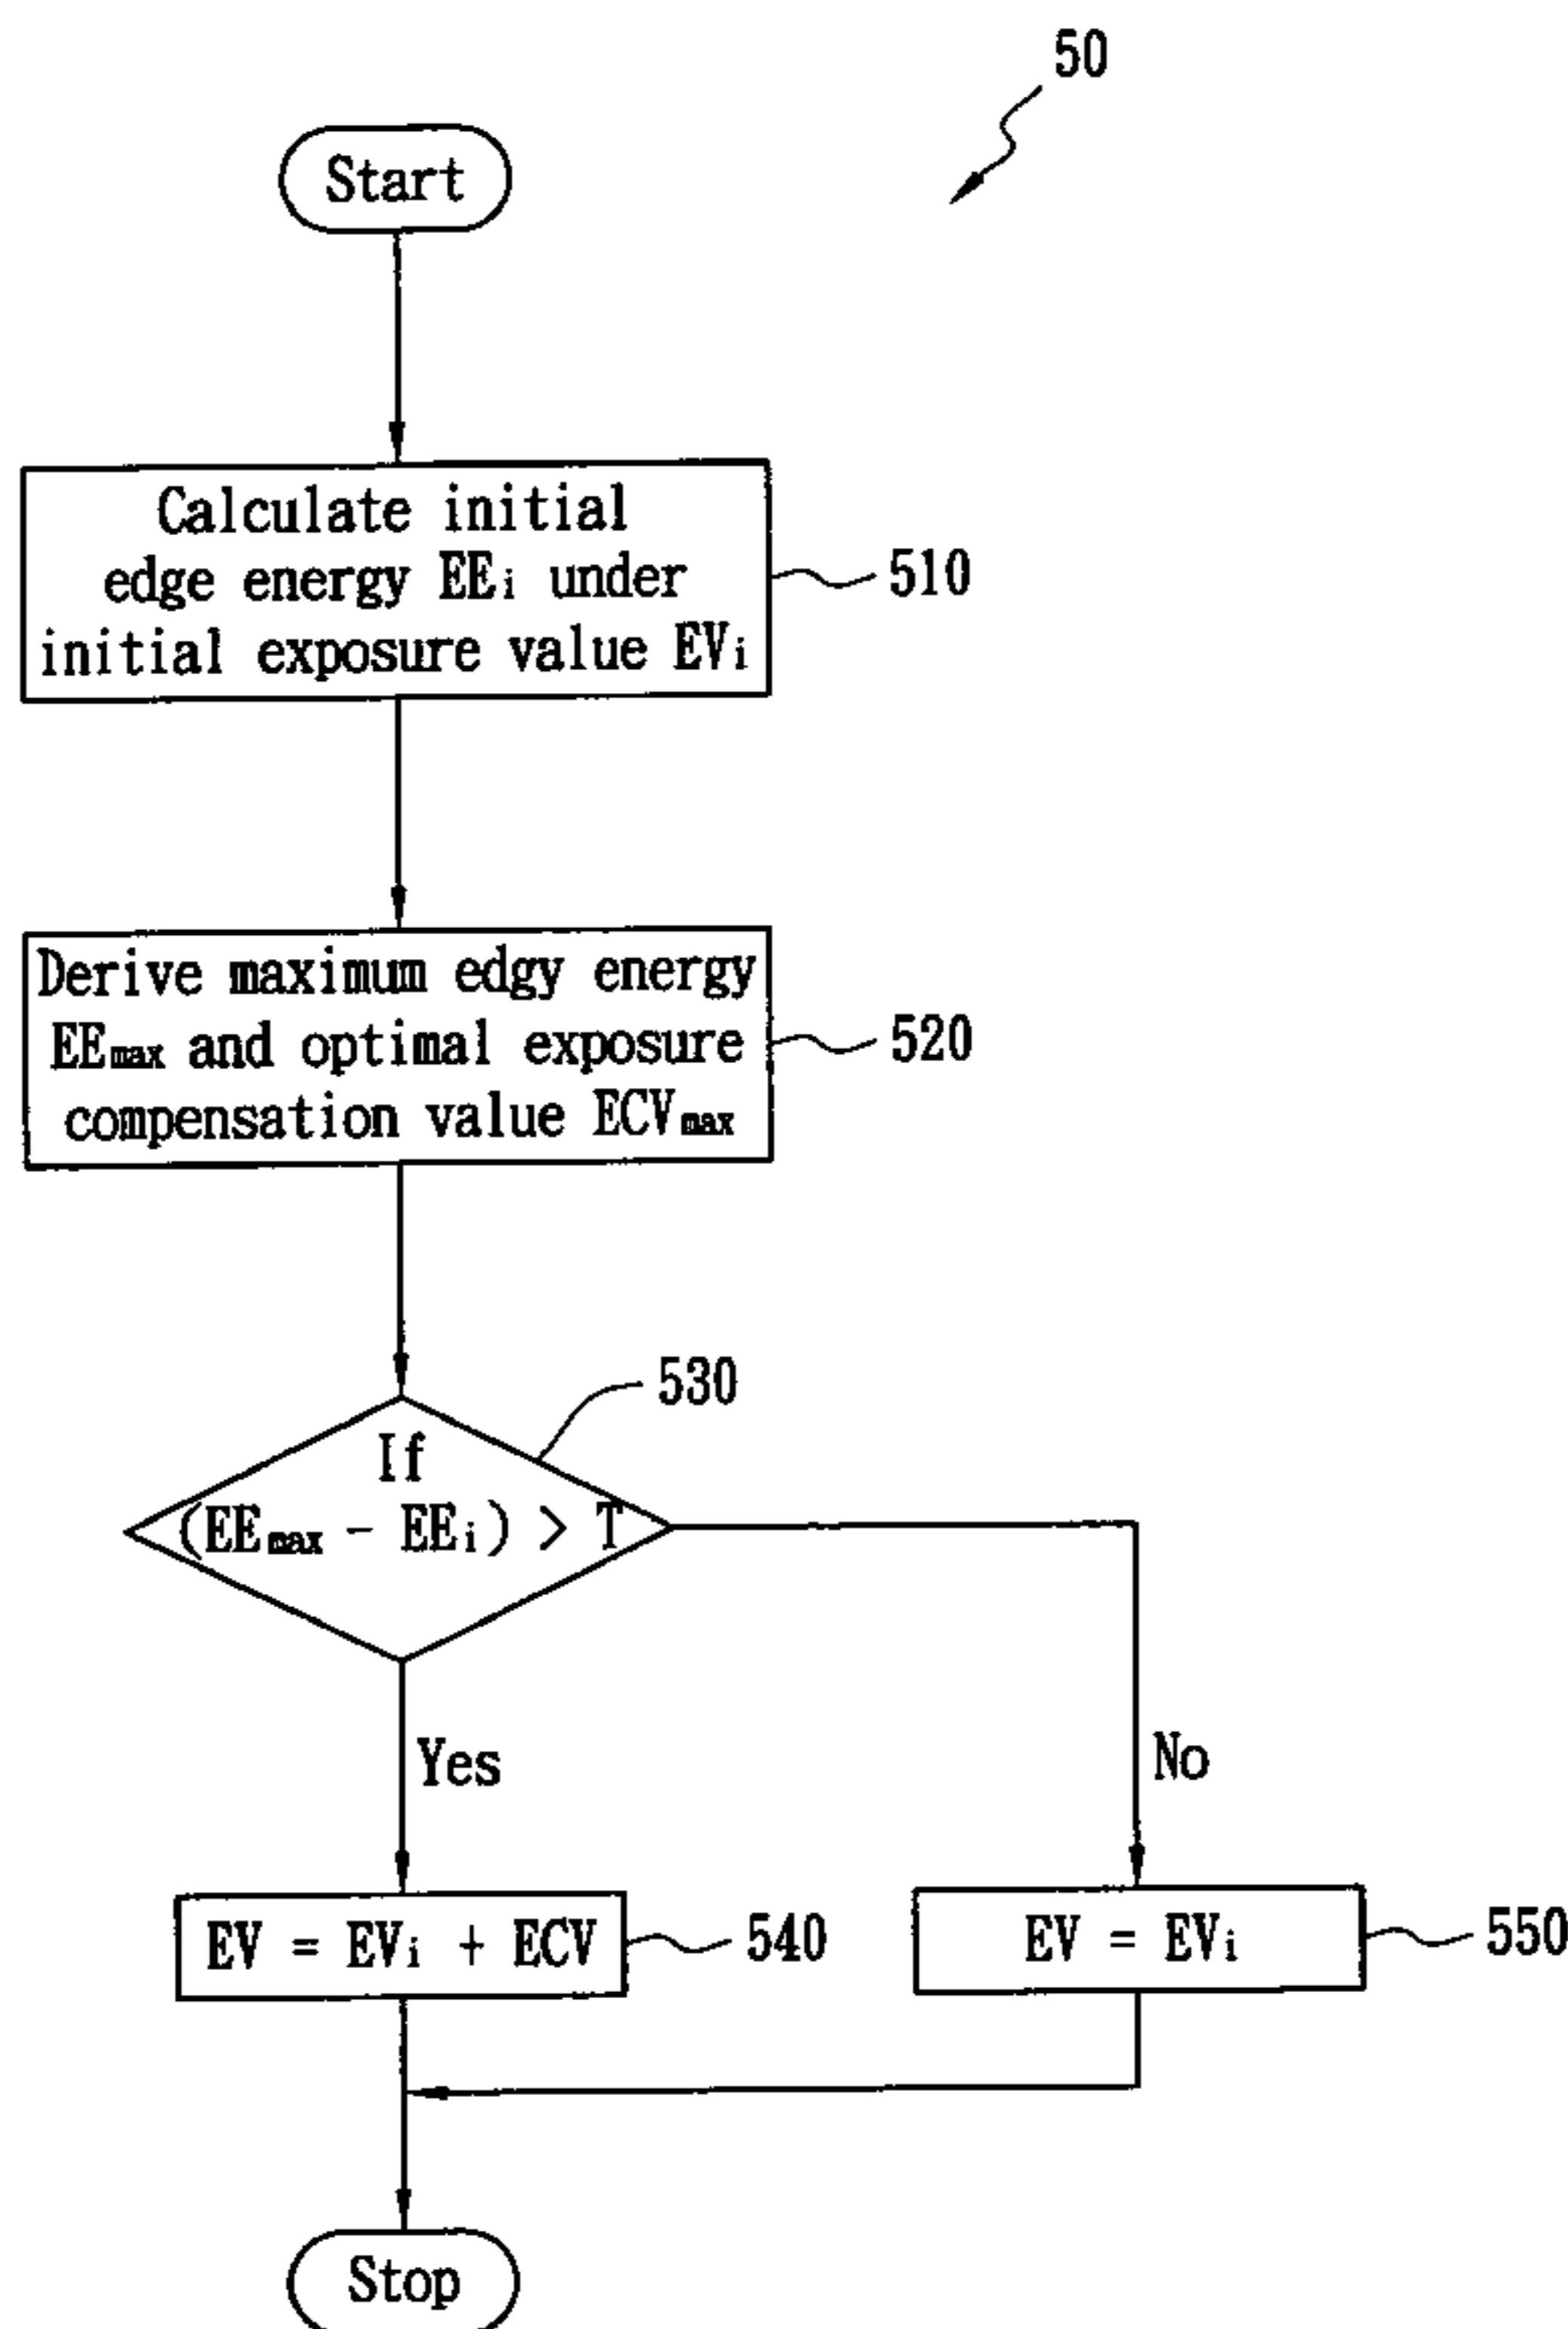 50
Start
Calculate initial
edge energy EEi under
initial exposure value EVi
510
Derive maximum edgy energy
EEmax and optimal exposure
compensation value ECVmax
520
530
If
(EEmax - EEi) > T
Yes
No
EV = EVi + ECV
540
EV = EVi
550
Stop